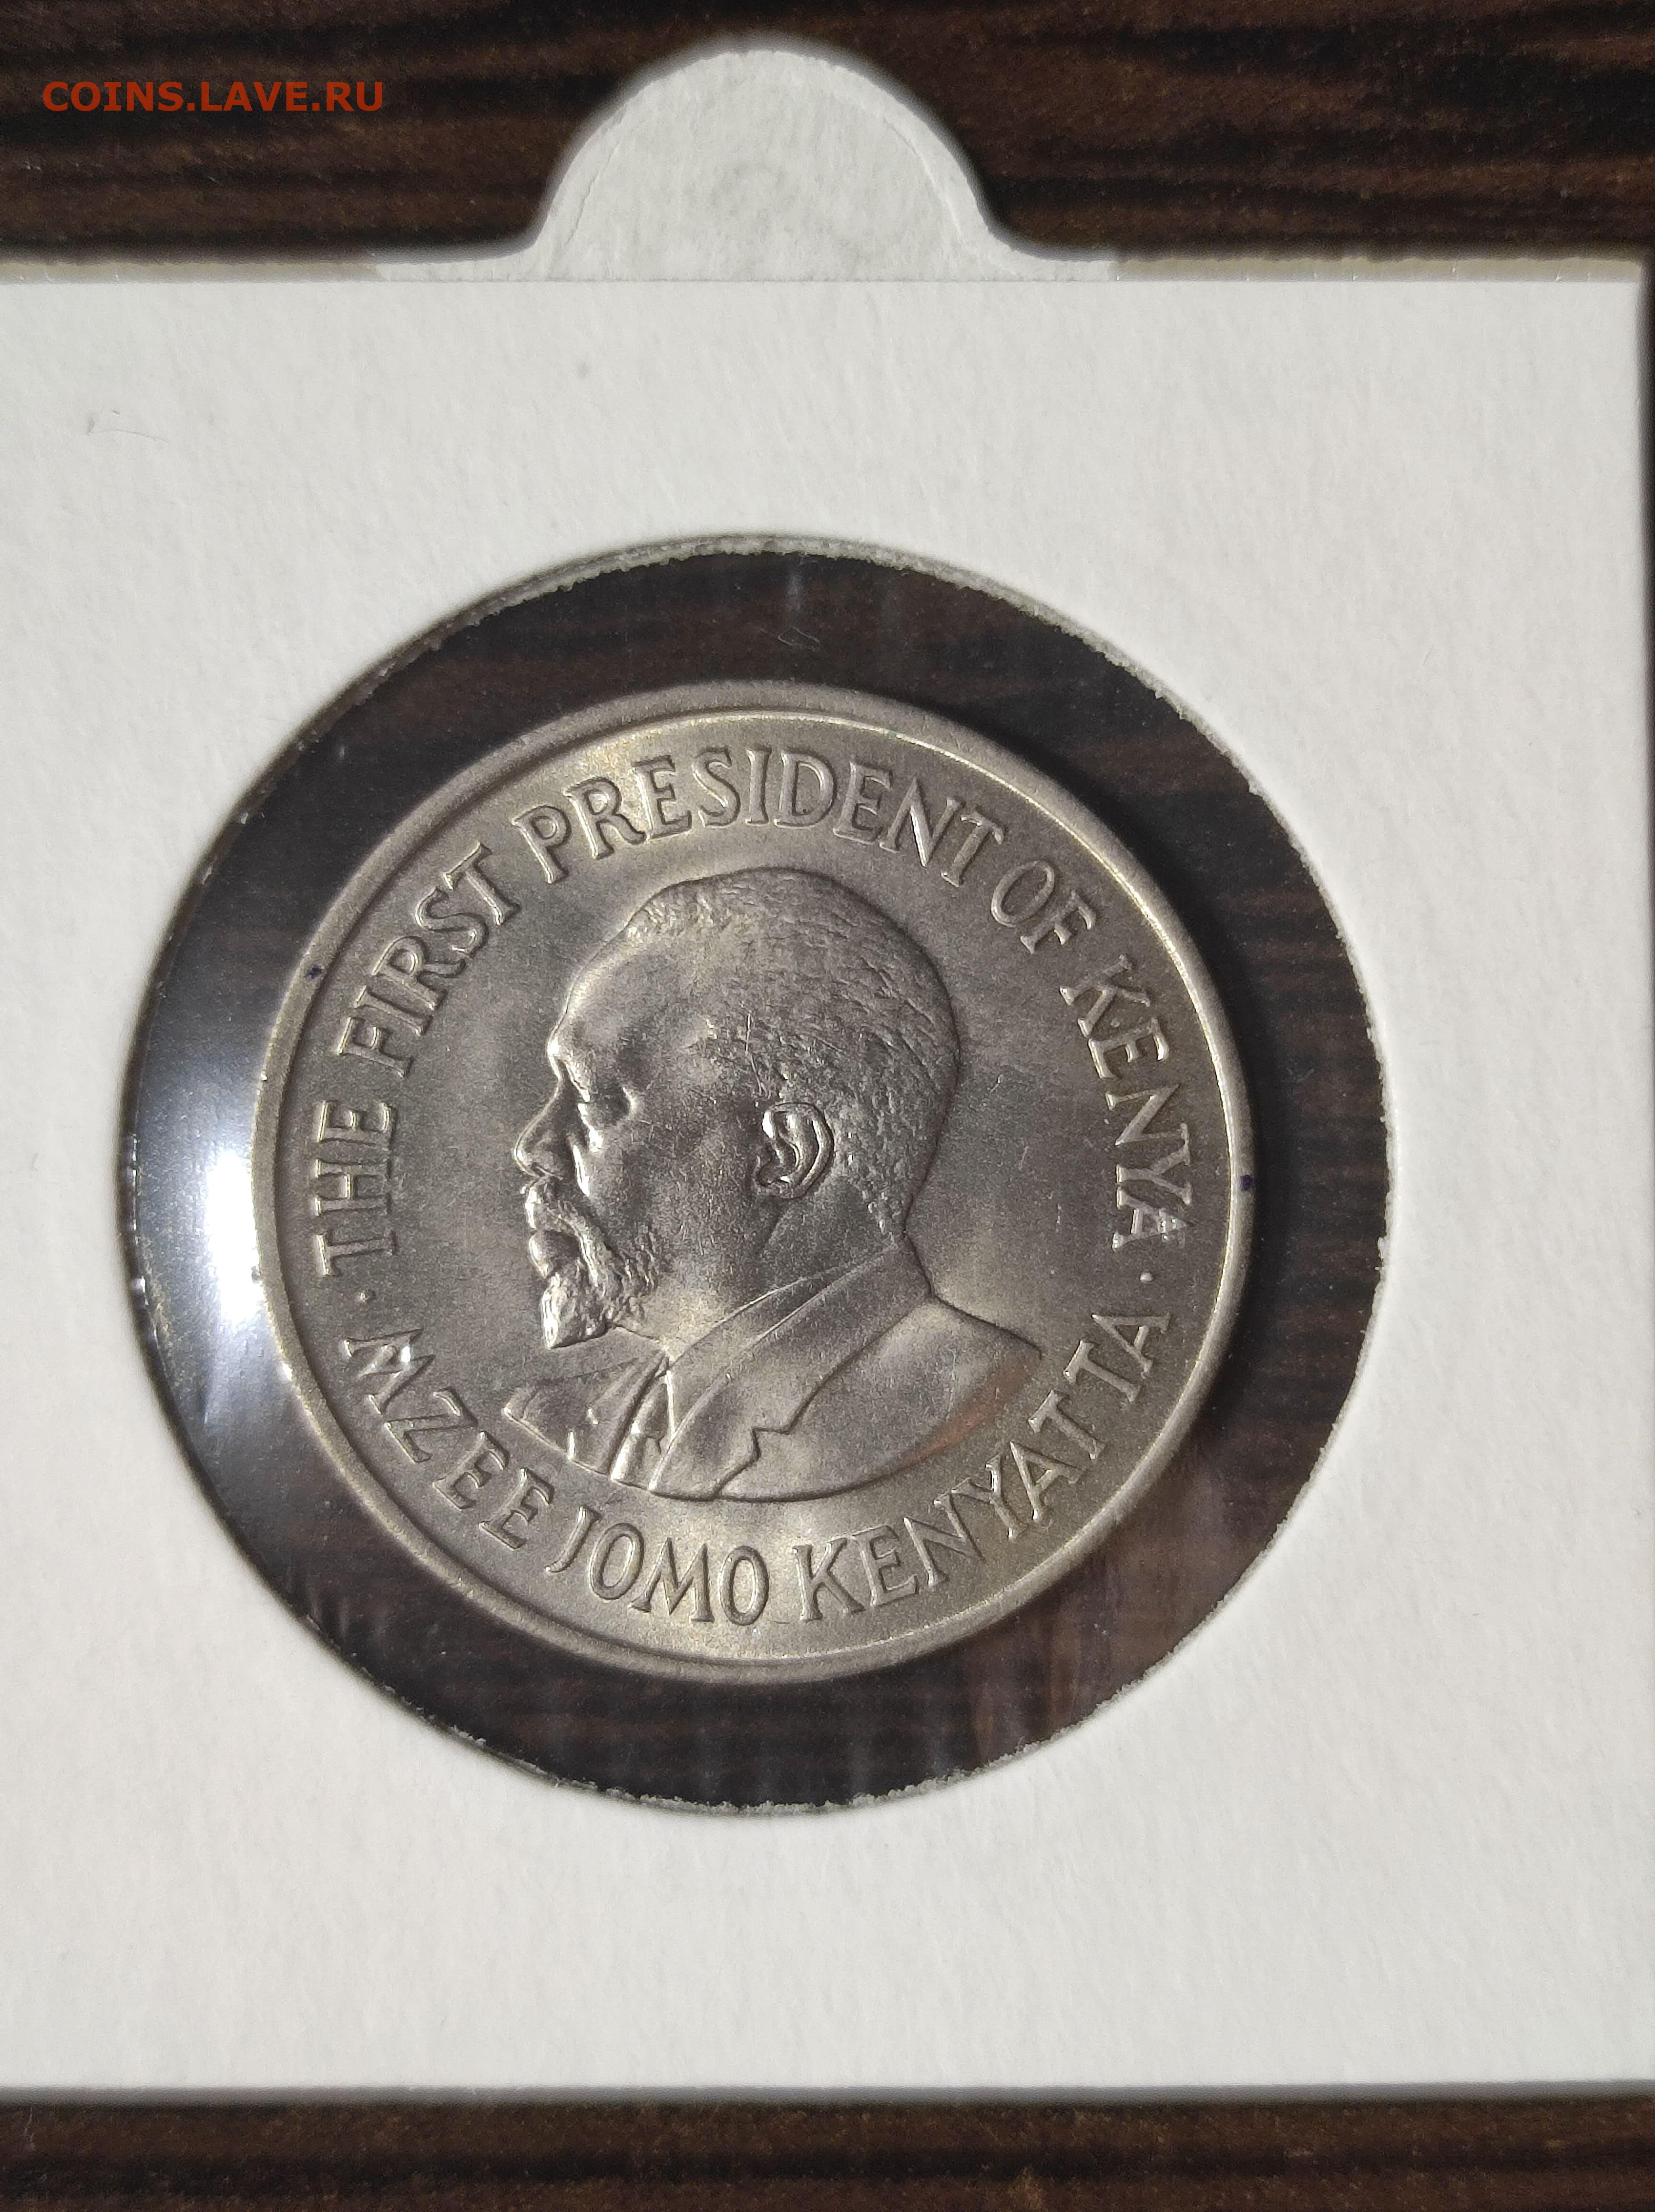 COINS.LAVE.RU
· THE FIRST PRESIDENT OF KENYA ·
MZEE JOMO KENYATTA